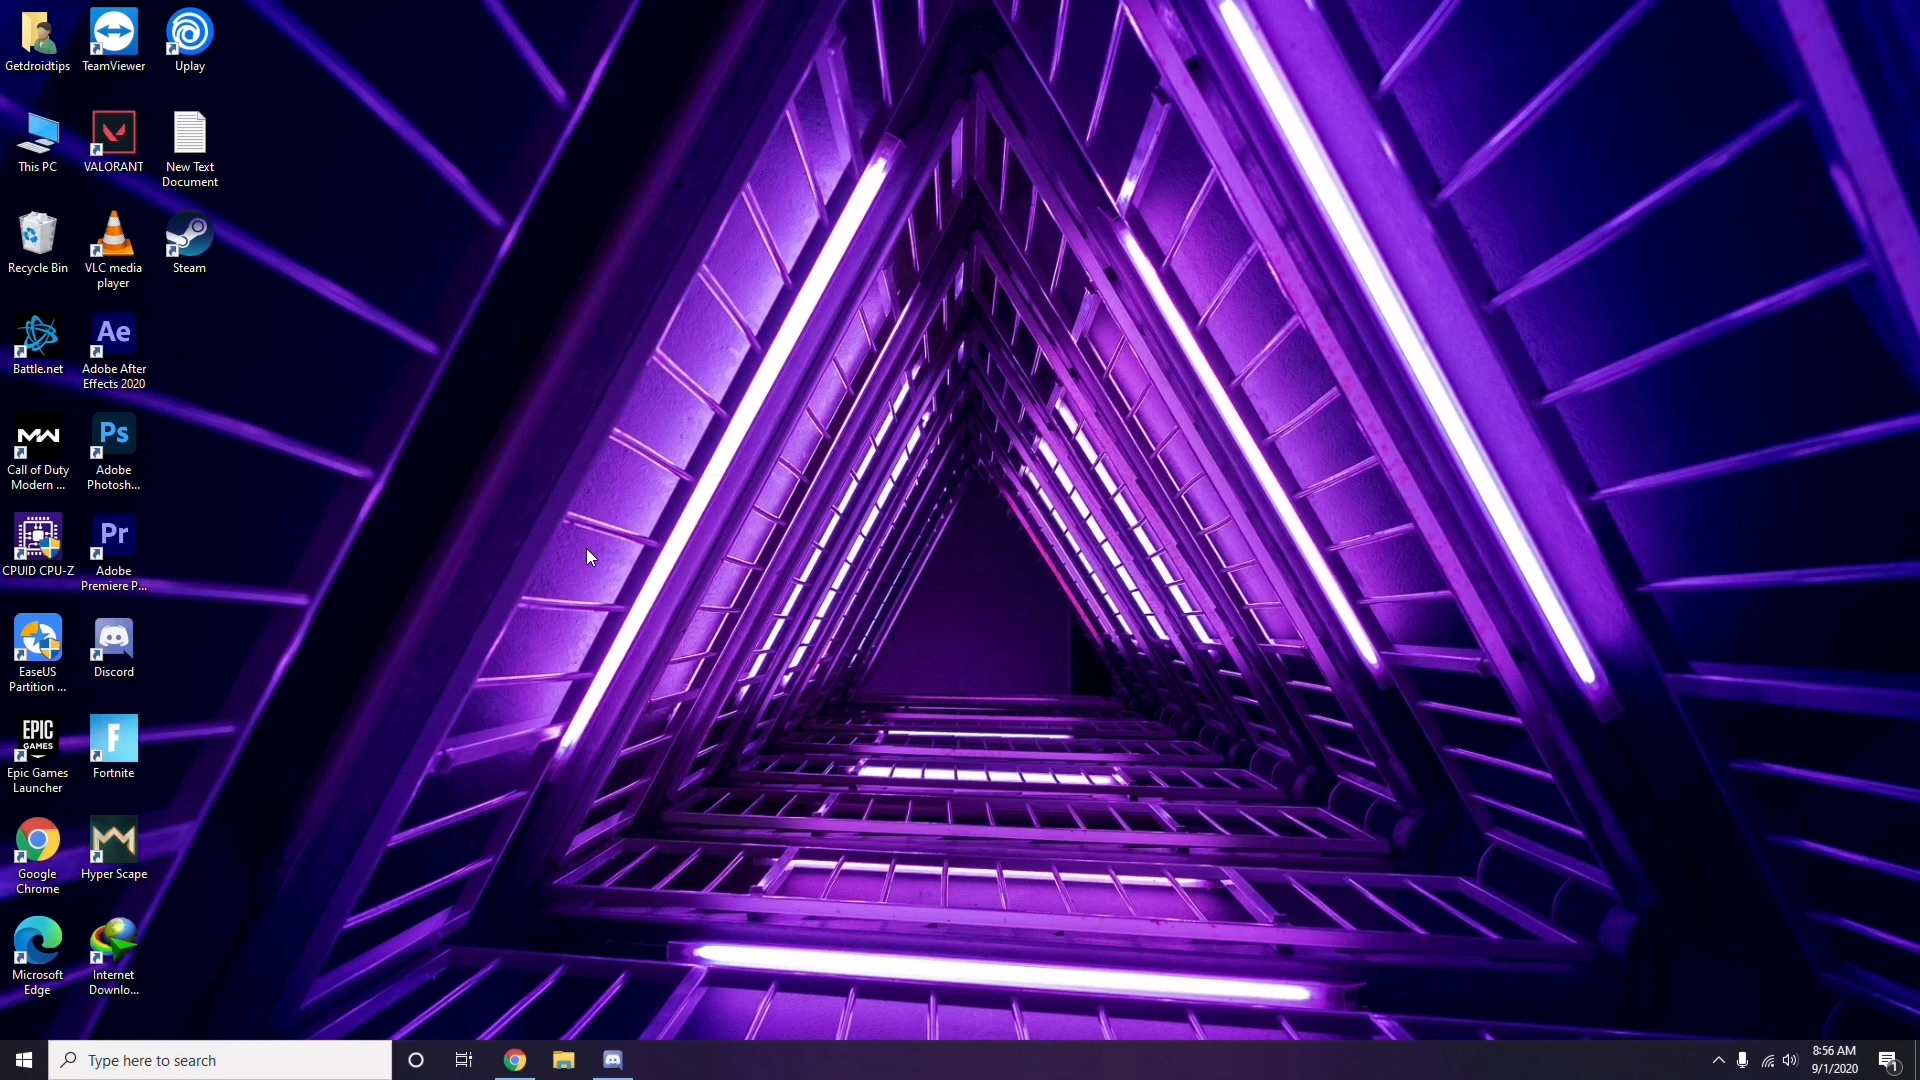 Getdroidtips
TeamViewer
Uplay
This PC
VALORANT
New Text
Document
Recycle Bin
VLC media
player
Steam
Battle.net
Ae
Adobe After
Effects 2020
MW
Call of Duty
Modern ...
Ps
Adobe
Photosh...
CPUID CPU-Z
Pr
Adobe
Premiere P...
EaseUS
Partition ...
Discord
EPIC
GAMES
Epic Games
Launcher
F
Fortnite
Google
Chrome
Hyper Scape
Microsoft
Edge
Internet
Downlo...
Type here to search
8:56 AM
9/1/2020
1